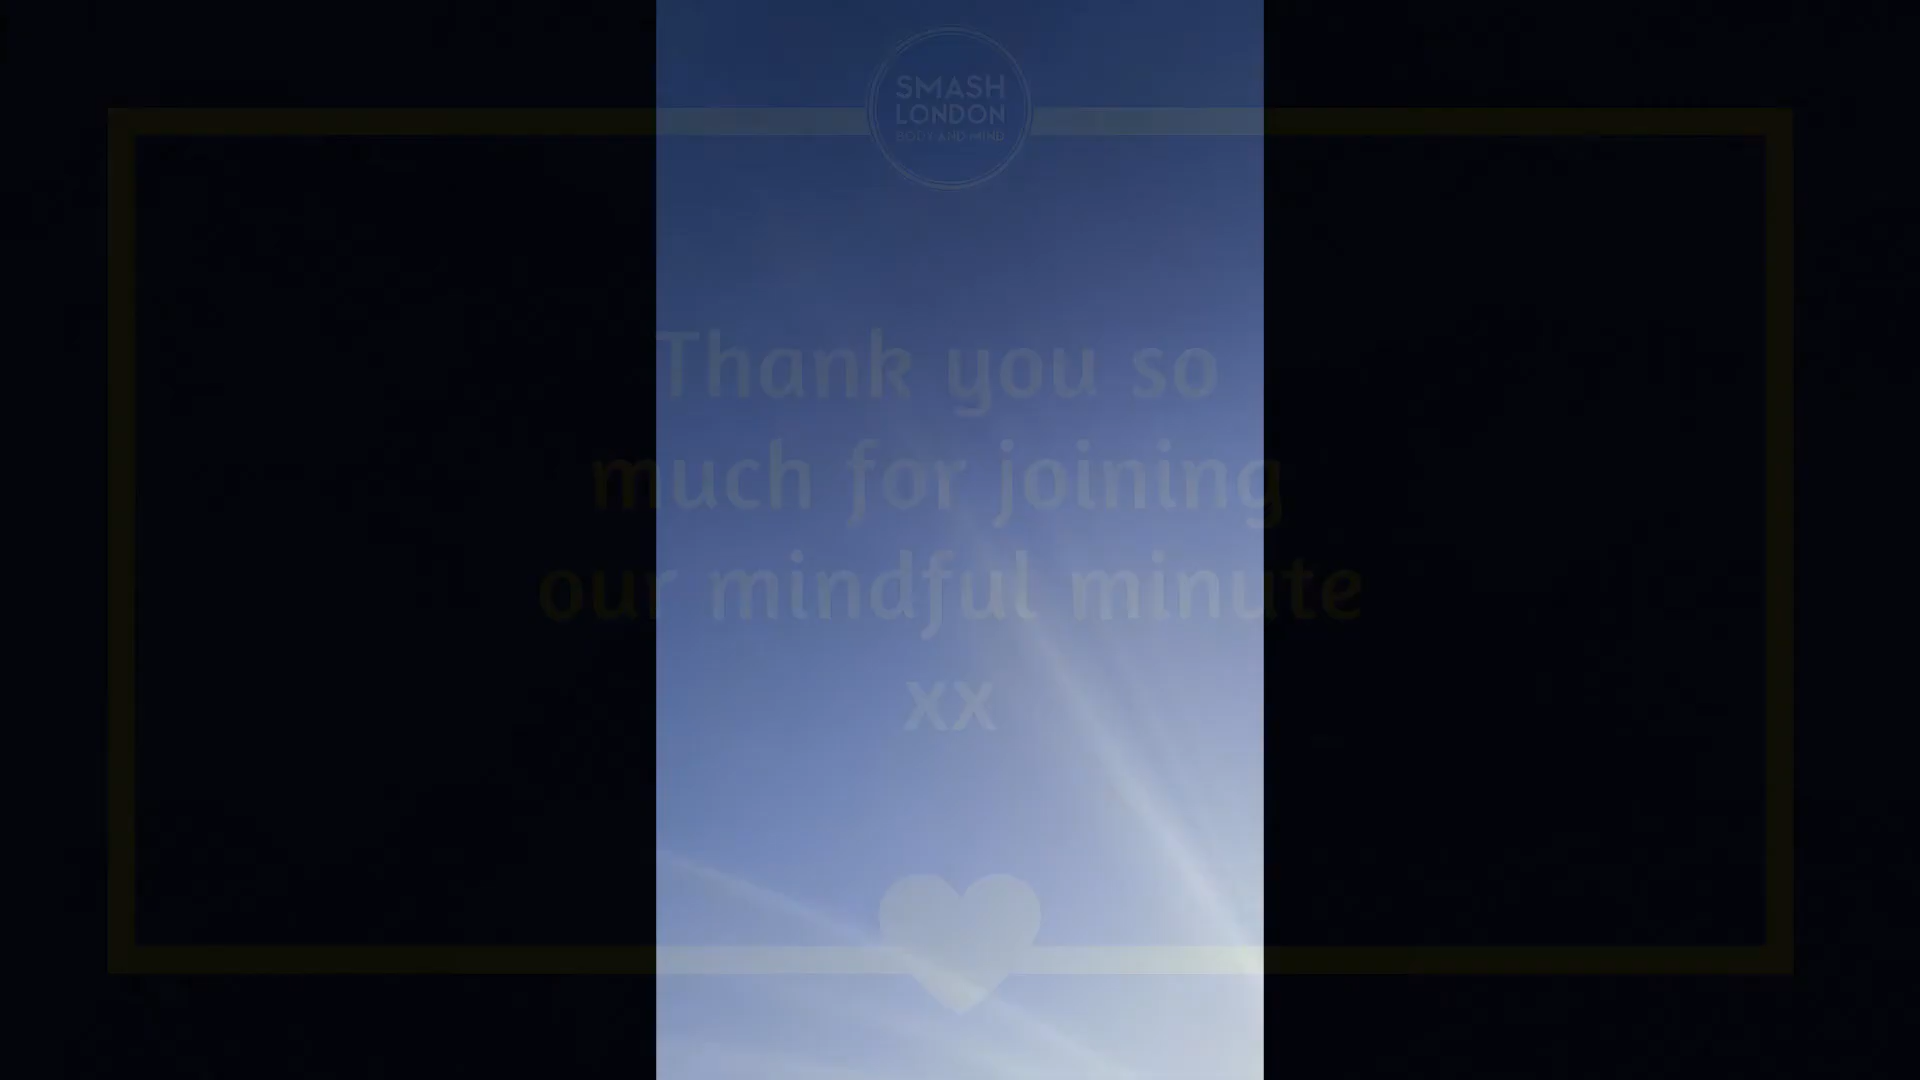 SMASH
LONDON
BODY AND MIND
Thank you so
much for joining
our mindful minute
xx